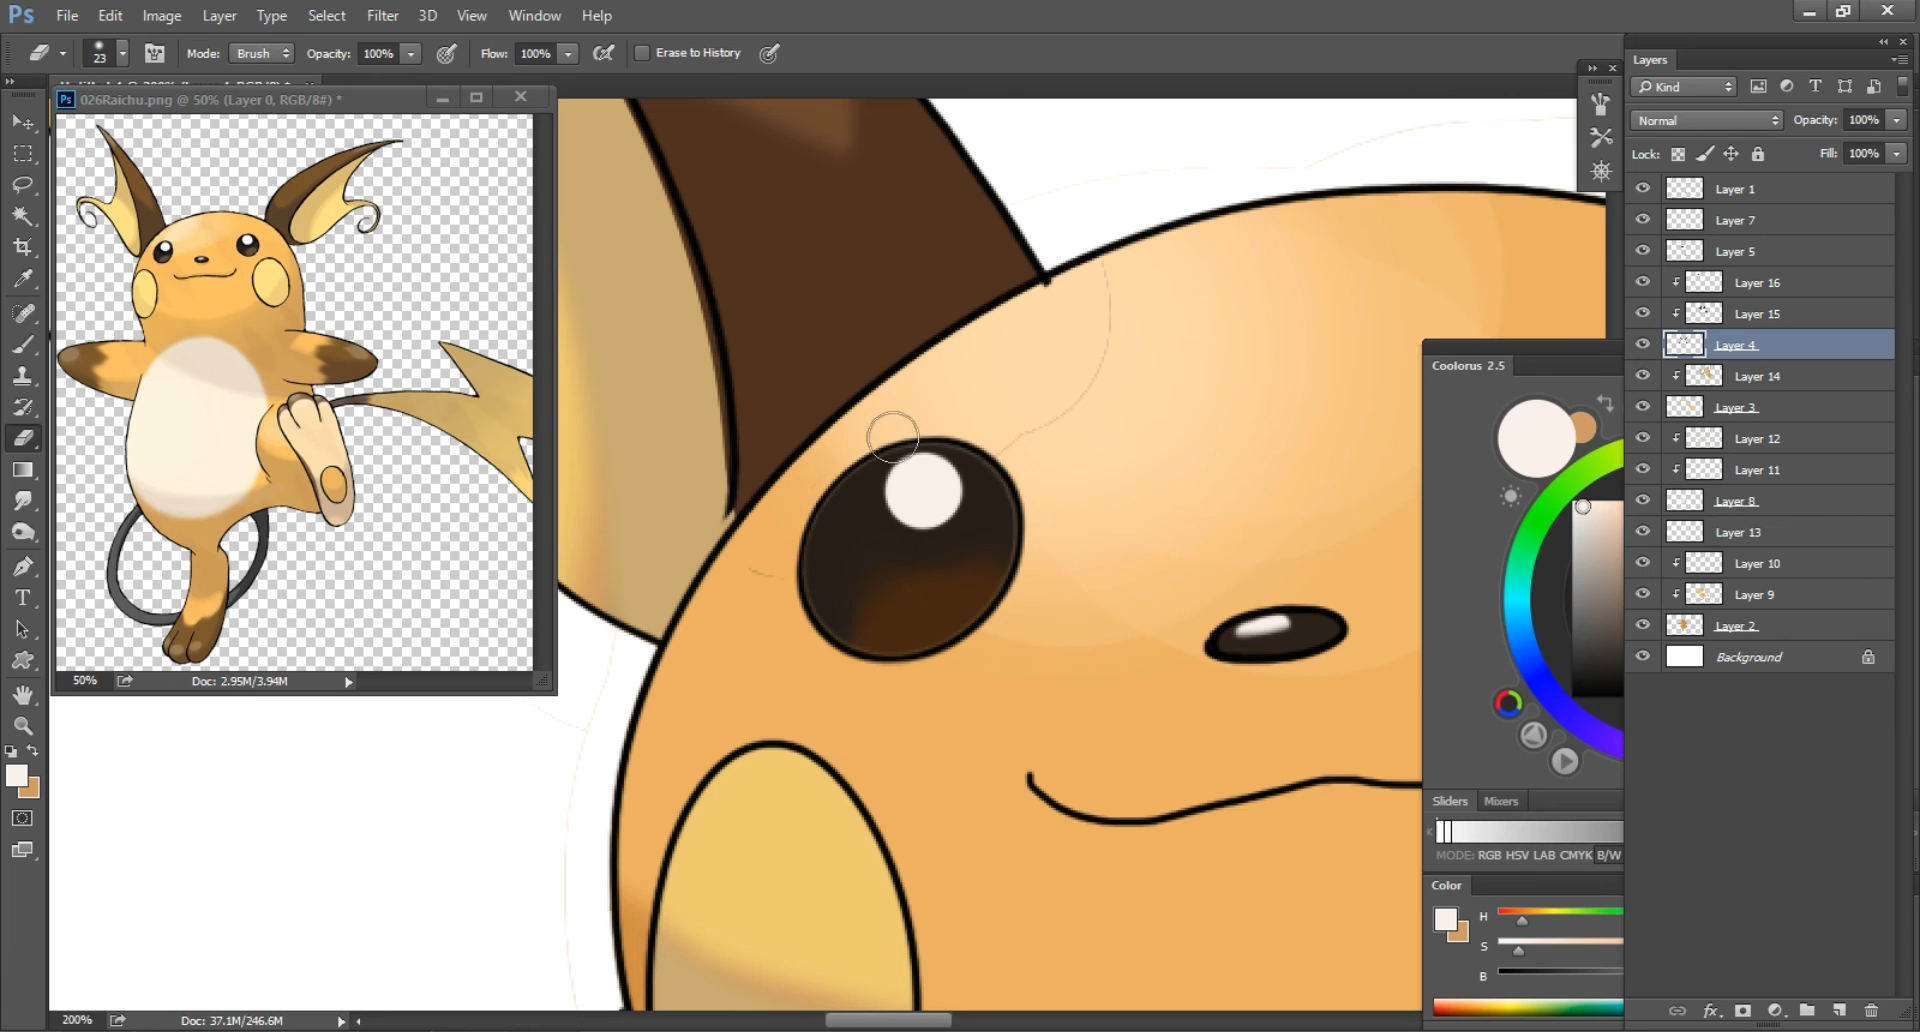 Ps File Edit Image Layer Type Select Filter 3D View Window Help
23 Mode: Brush Opacity: 100% Flow: 100% Erase to History
Ps 026Raichu.png @ 50% (Layer 0, RGB/8#) *
50% Doc: 2.95M/3.94M
200% Doc: 37.1M/246.6M
Coolorus 2.5
Sliders Mixers
K
MODE: RGB HSV LAB CMYK B/W
Color
H
S
B
Layers
Kind
Normal Opacity: 100%
Lock: Fill: 100%
Layer 1
Layer 7
Layer 5
Layer 16
Layer 15
Layer 4
Layer 14
Layer 3
Layer 12
Layer 11
Layer 8
Layer 13
Layer 10
Layer 9
Layer 2
Background
fx